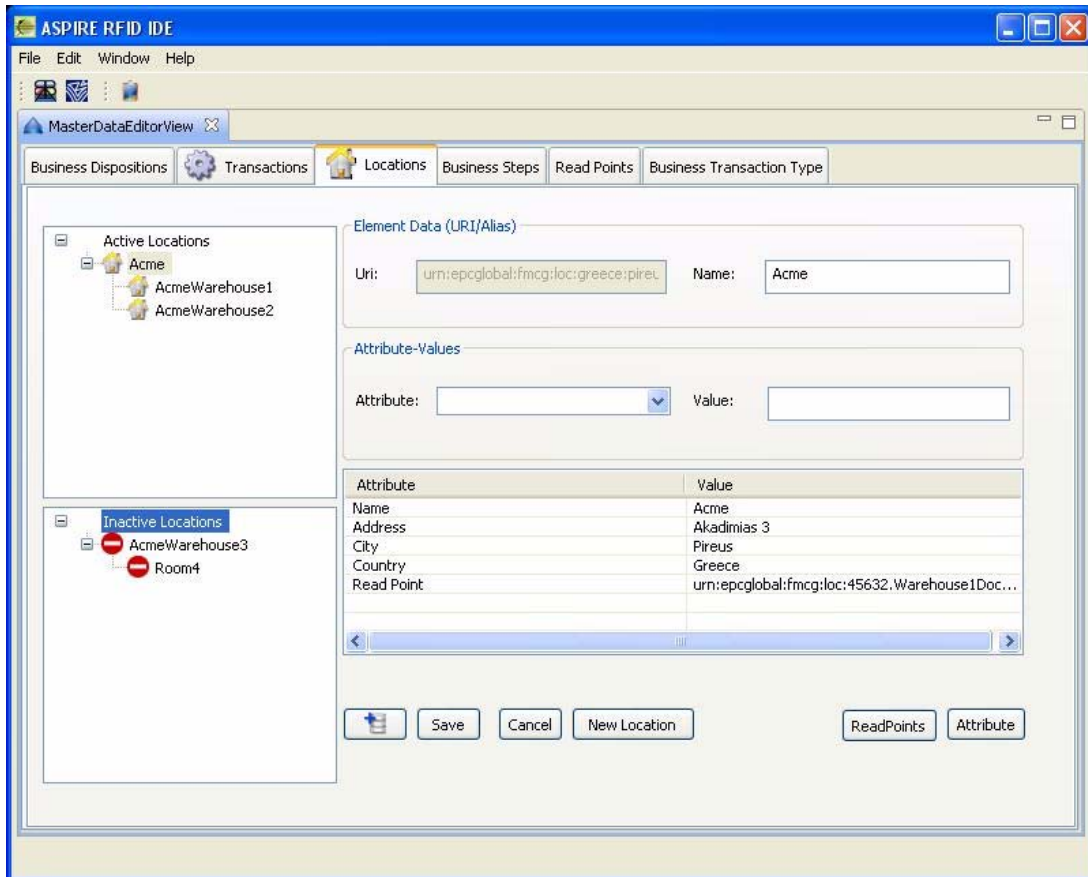 ASPIRE RFID IDE
File Edit Window Help
MasterDataEditorView
Business Dispositions Transactions Locations Business Steps Read Points Business Transaction Type
Active Locations
Acme
AcmeWarehouse1
AcmeWarehouse2
Inactive Locations
AcmeWarehouse3
Room4
Element Data (URI/Alias)
Uri: urn:epcglobal:fmcg:loc:greece:pireu Name: Acme
Attribute-Values
Attribute: Value:
Attribute Value
Name Acme
Address Akadimias 3
City Pireus
Country Greece
Read Point urn:epcglobal:fmcg:loc:45632.Warehouse1Doc...
Save Cancel New Location ReadPoints Attribute